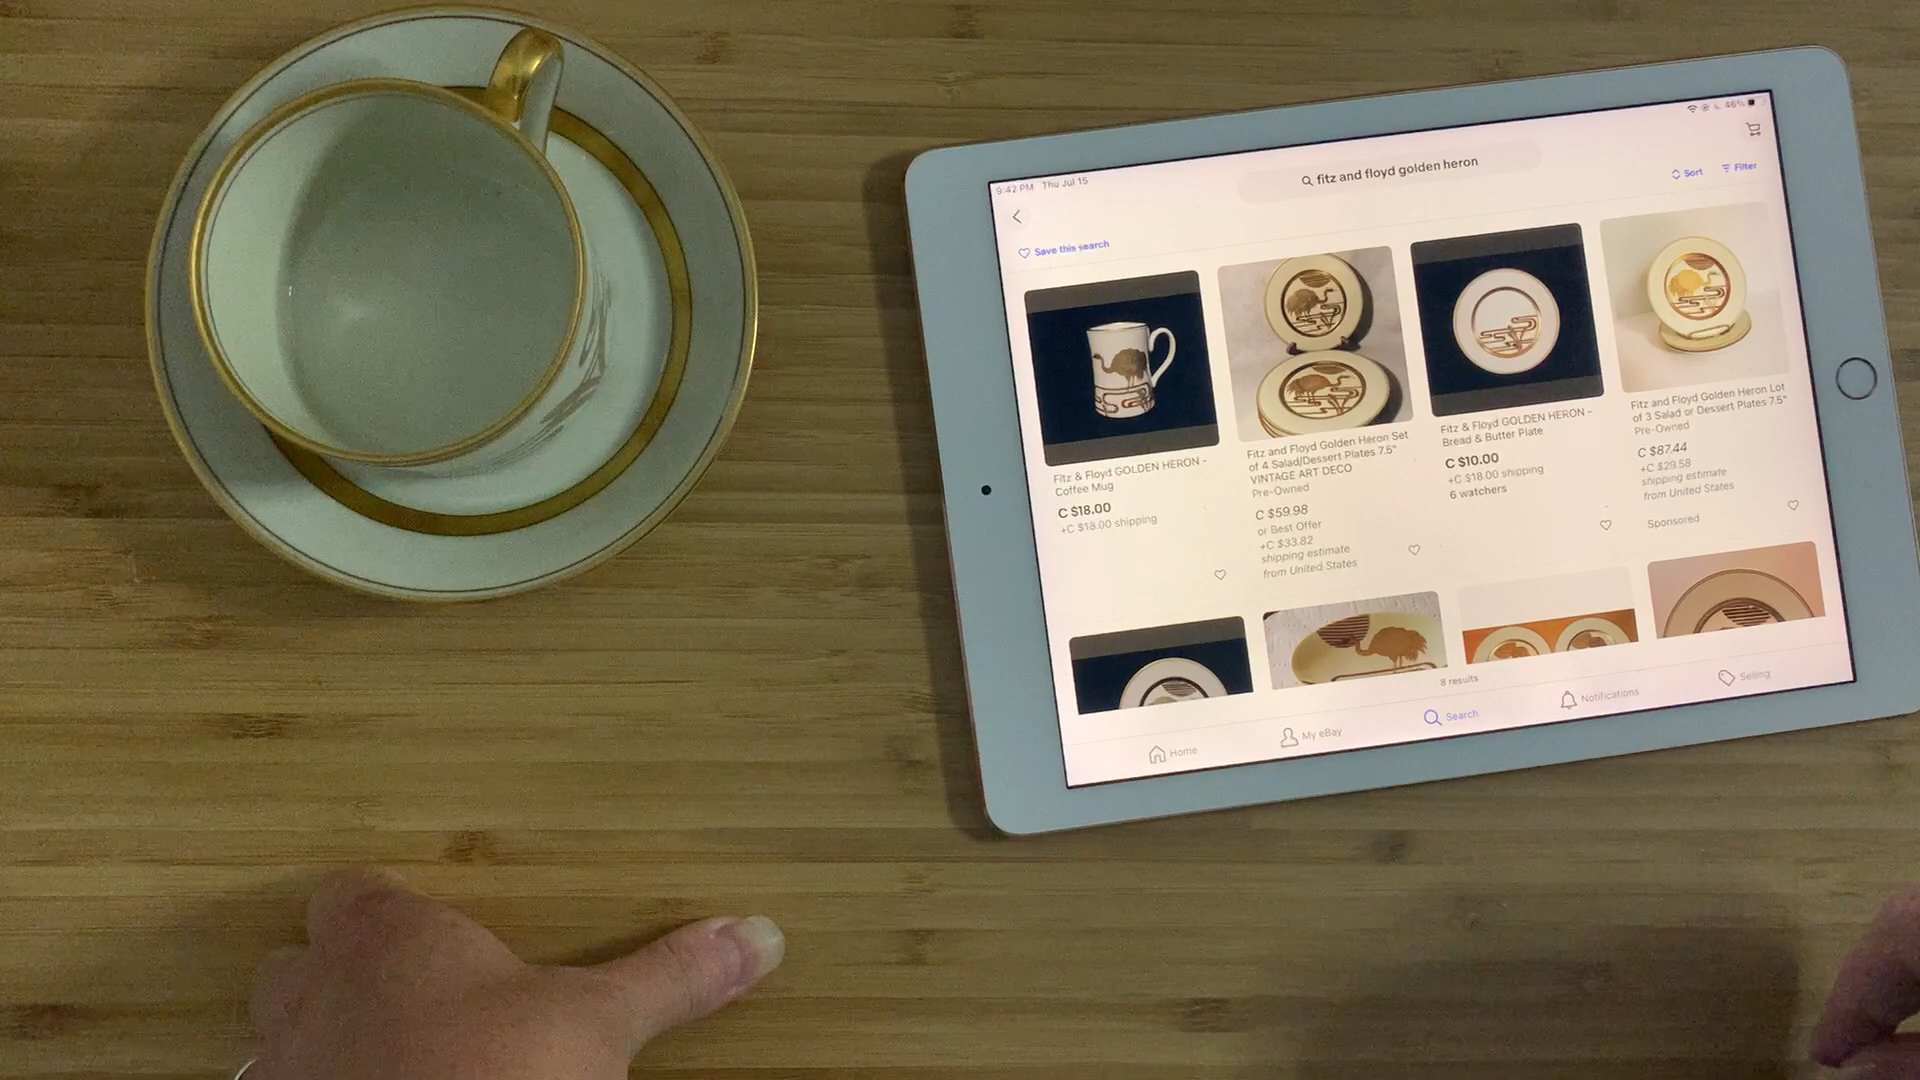 9:42 PM Thu Jul 15
46%
fitz and floyd golden heron
Sort
Filter
Save this search
Fitz & Floyd GOLDEN HERON -
Coffee Mug
C $18.00
+C $18.00 shipping
Fitz and Floyd Golden Heron Set
of 4 Salad/Dessert Plates 7.5"
VINTAGE ART DECO
Pre-Owned
C $59.98
or Best Offer
+C $33.82
shipping estimate
from United States
Fitz & Floyd GOLDEN HERON -
Bread & Butter Plate
C $10.00
+C $18.00 shipping
6 watchers
Fitz and Floyd Golden Heron Lot
of 3 Salad or Dessert Plates 7.5"
Pre-Owned
C $87.44
+C $29.58
shipping estimate
from United States
Sponsored
8 results
Home
My eBay
Search
Notifications
Selling